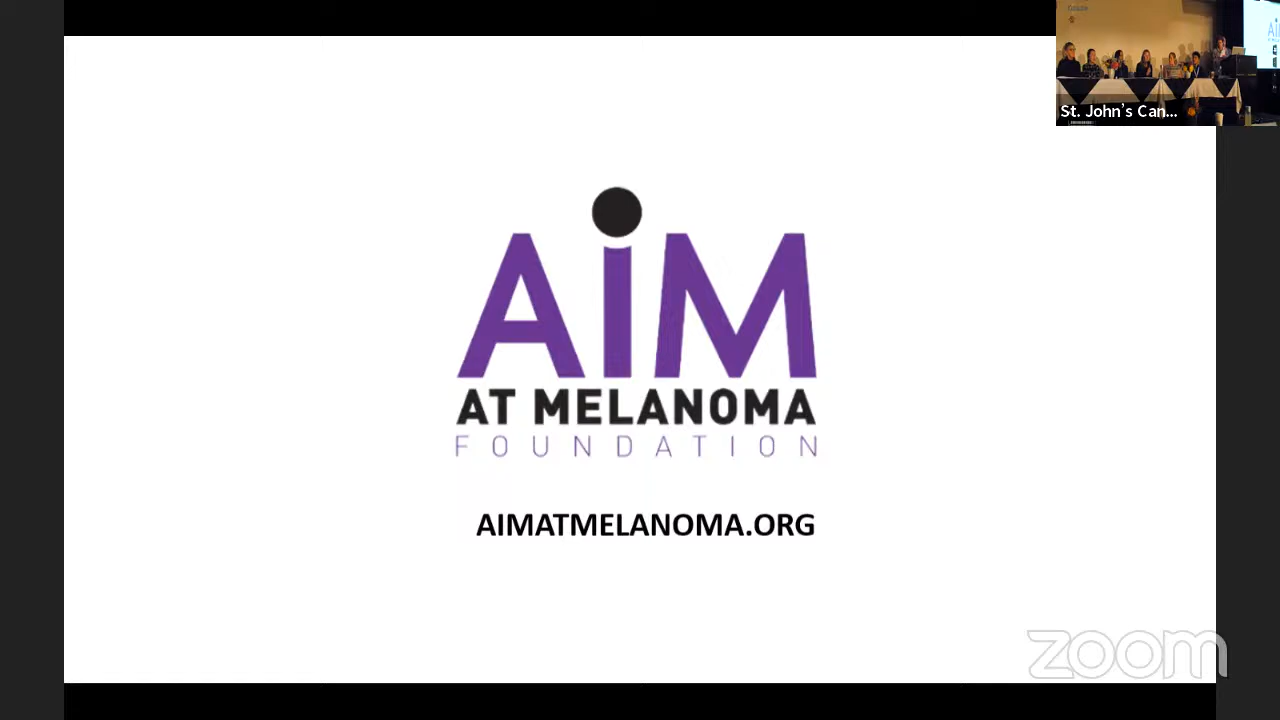 St. John's Can...
AiM
AT MELANOMA
FOUNDATION
AIMATMELANOMA.ORG
zoom